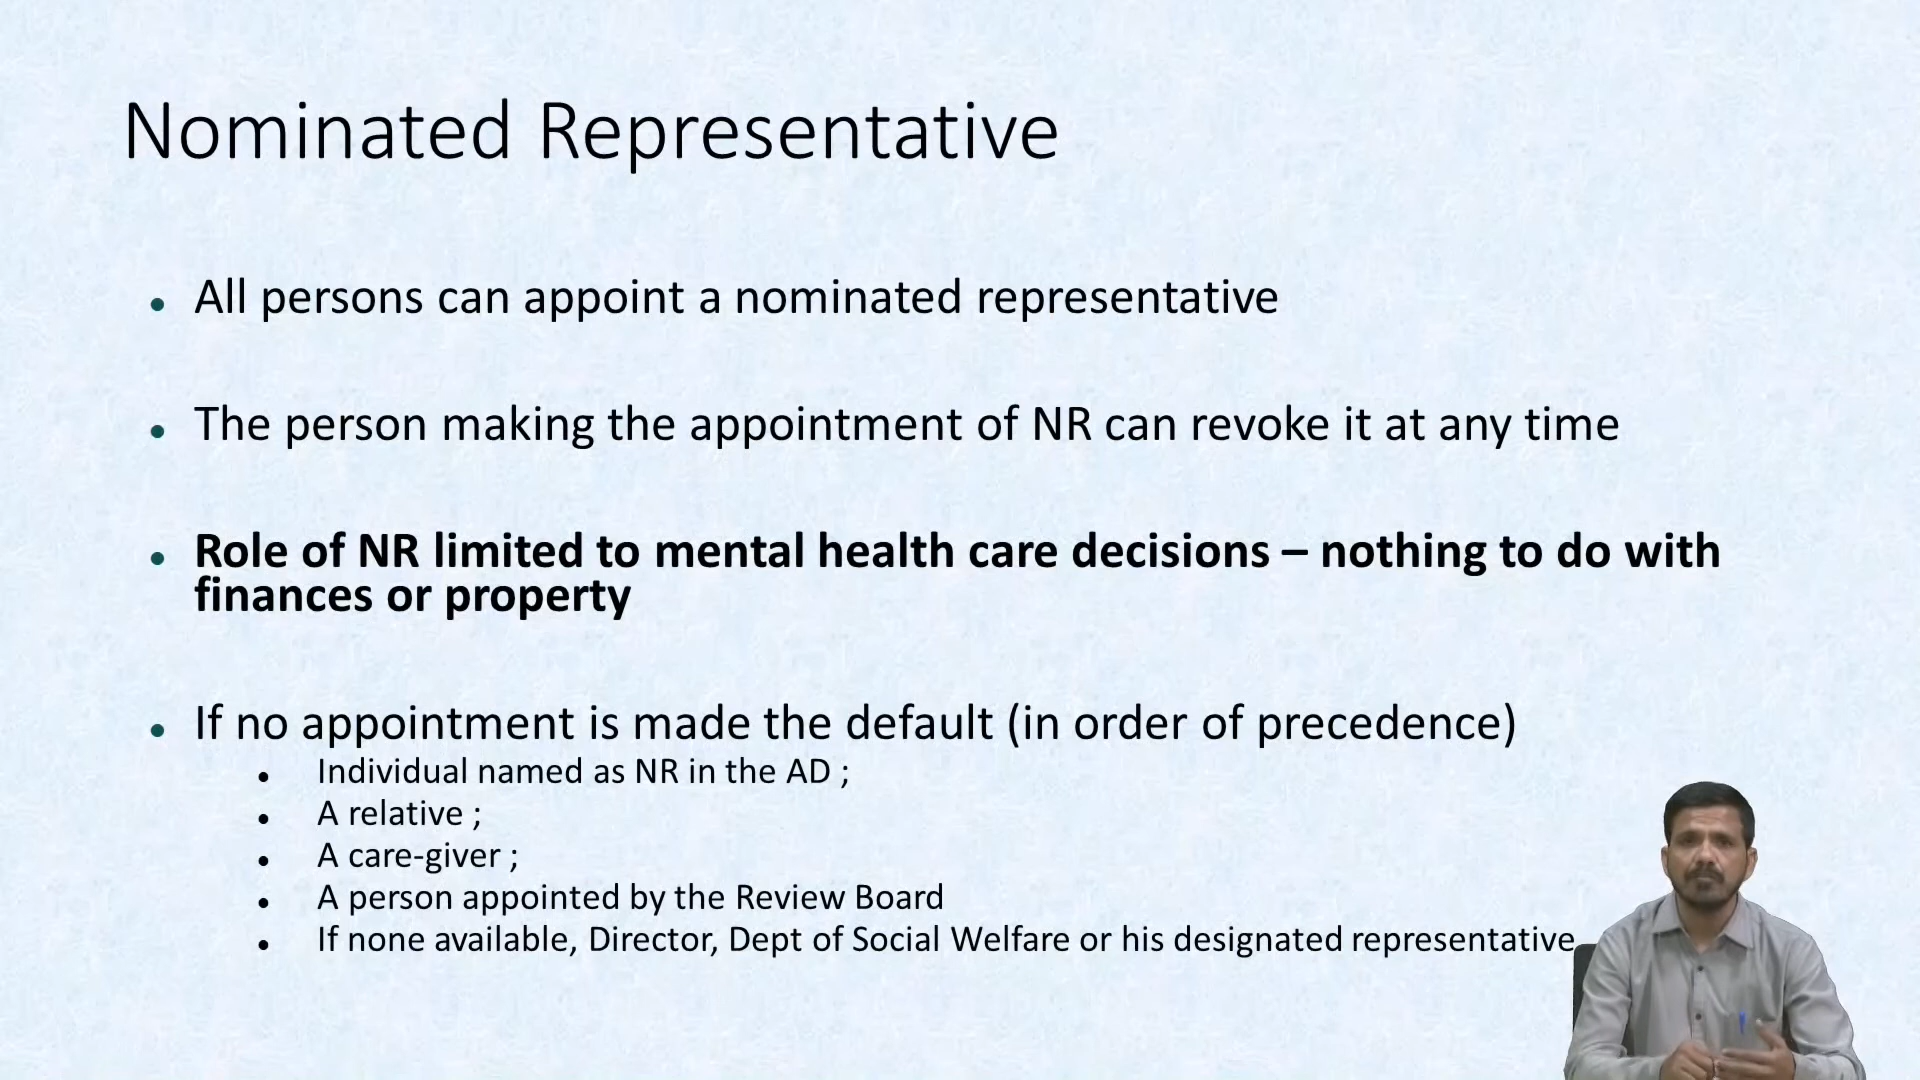 Nominated Representative
All persons can appoint a nominated representative
The person making the appointment of NR can revoke it at any time
Role of NR limited to mental health care decisions – nothing to do with
finances or property
If no appointment is made the default (in order of precedence)
Individual named as NR in the AD ;
A relative ;
A care-giver ;
A person appointed by the Review Board
If none available, Director, Dept of Social Welfare or his designated representative